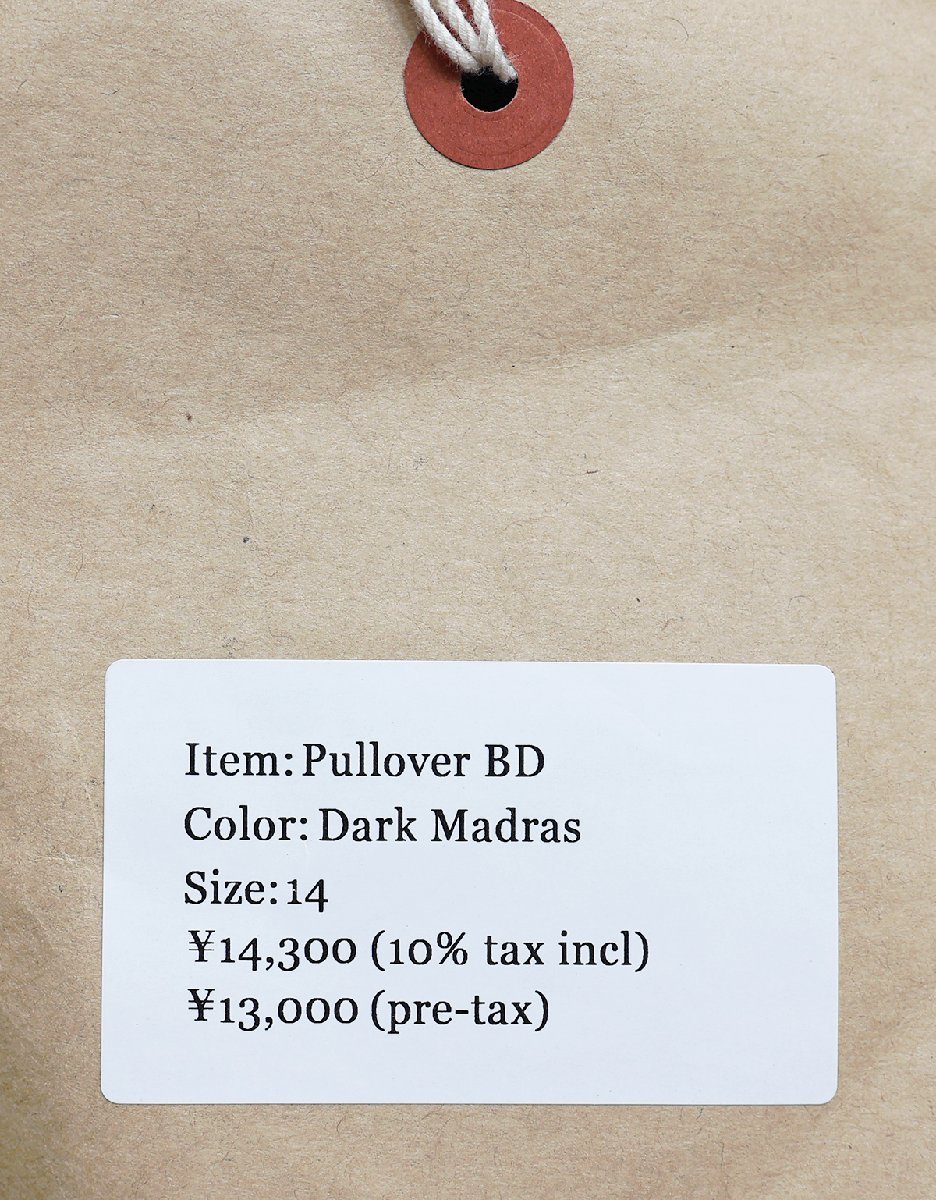 Item: Pullover BD
Color: Dark Madras
Size: 14
¥14,300 (10% tax incl)
¥13,000 (pre-tax)